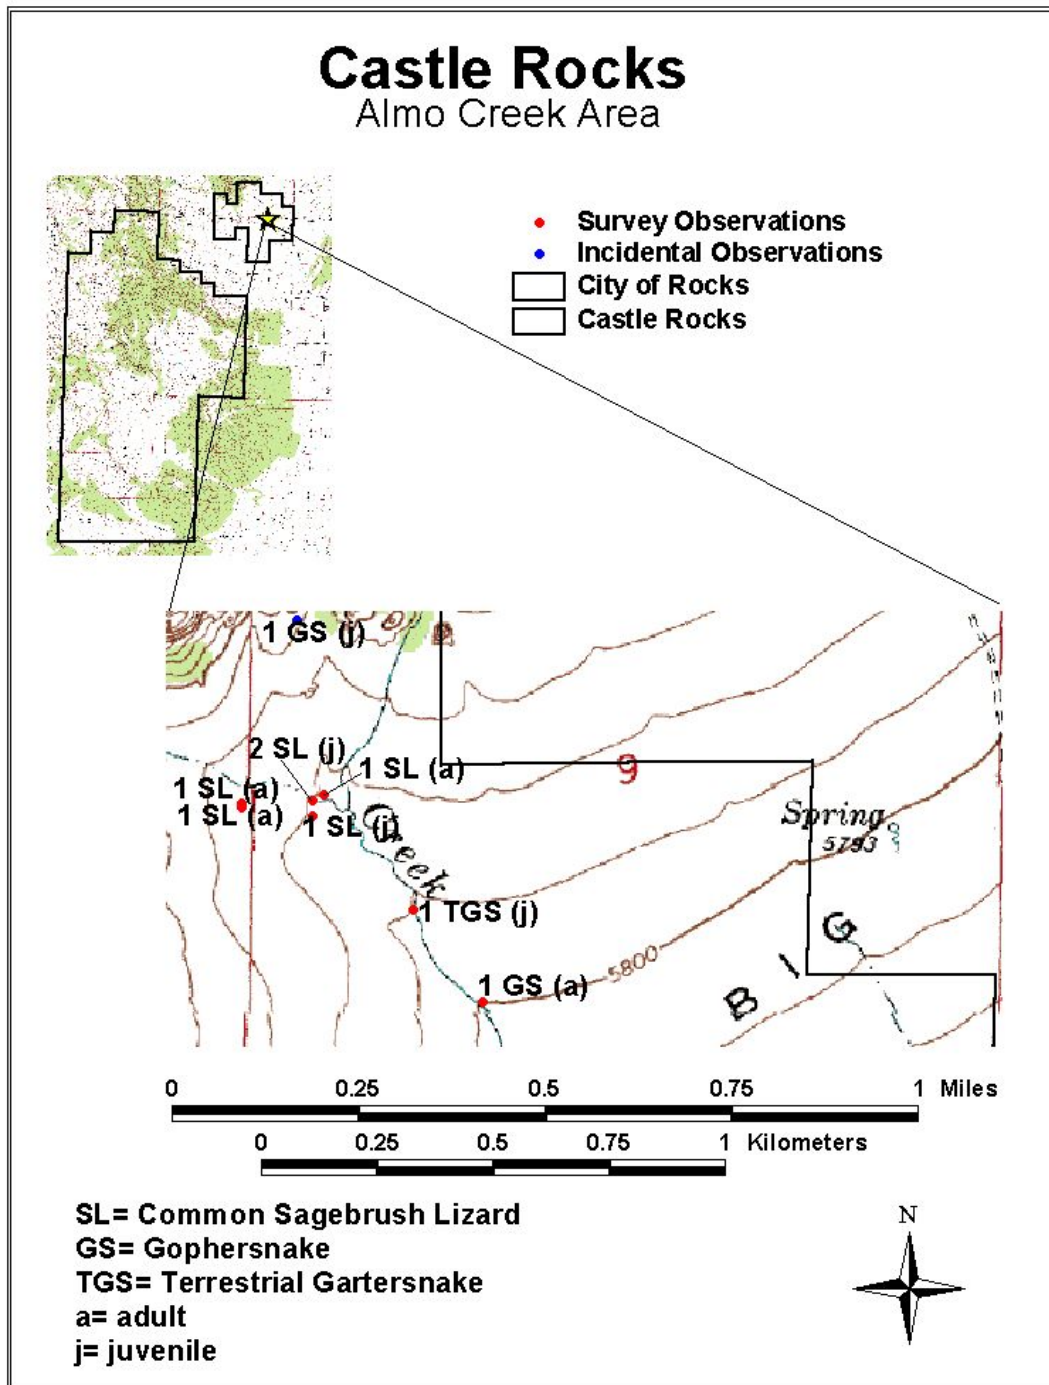 Castle Rocks
Almo Creek Area
Survey Observations
Incidental Observations
City of Rocks
Castle Rocks
1 GS (j)
2 SL (j)
1 SL (a)
1 SL (a)
1 SL (a)
1 SL (j)
Creek
9
Spring
5793
1 TGS (j)
1 GS (a)
5800
B I G
0 0.25 0.5 0.75 1 Miles
0 0.25 0.5 0.75 1 Kilometers
SL= Common Sagebrush Lizard
GS= Gophersnake
TGS= Terrestrial Gartersnake
a= adult
j= juvenile
N